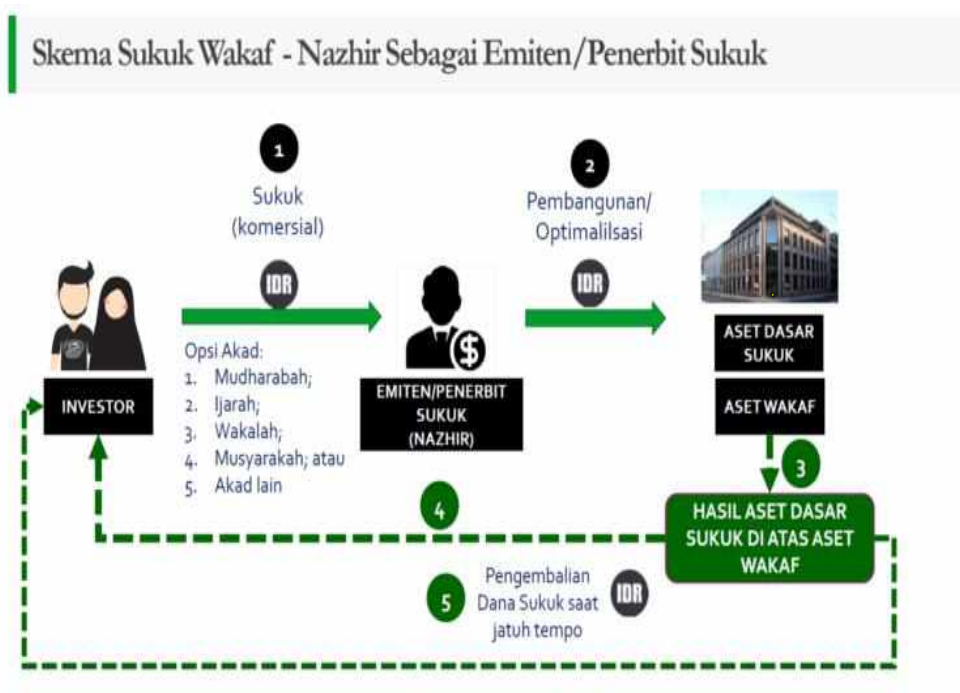 Skema Sukuk Wakaf - Nazhir Sebagai Emiten/Penerbit Sukuk
1
Sukuk
(komersial)
IDR
2
Pembangunan/
Optimalilsasi
IDR
Opsi Akad:
1. Mudharabah;
2. Ijarah;
3. Wakalah;
4. Musyarakah; atau
5. Akad lain
INVESTOR
$
EMITEN/PENERBIT
SUKUK
(NAZHIR)
ASET DASAR
SUKUK
ASET WAKAF
3
HASIL ASET DASAR
SUKUK DI ATAS ASET
WAKAF
4
5
Pengembalian
Dana Sukuk saat
jatuh tempo
IDR